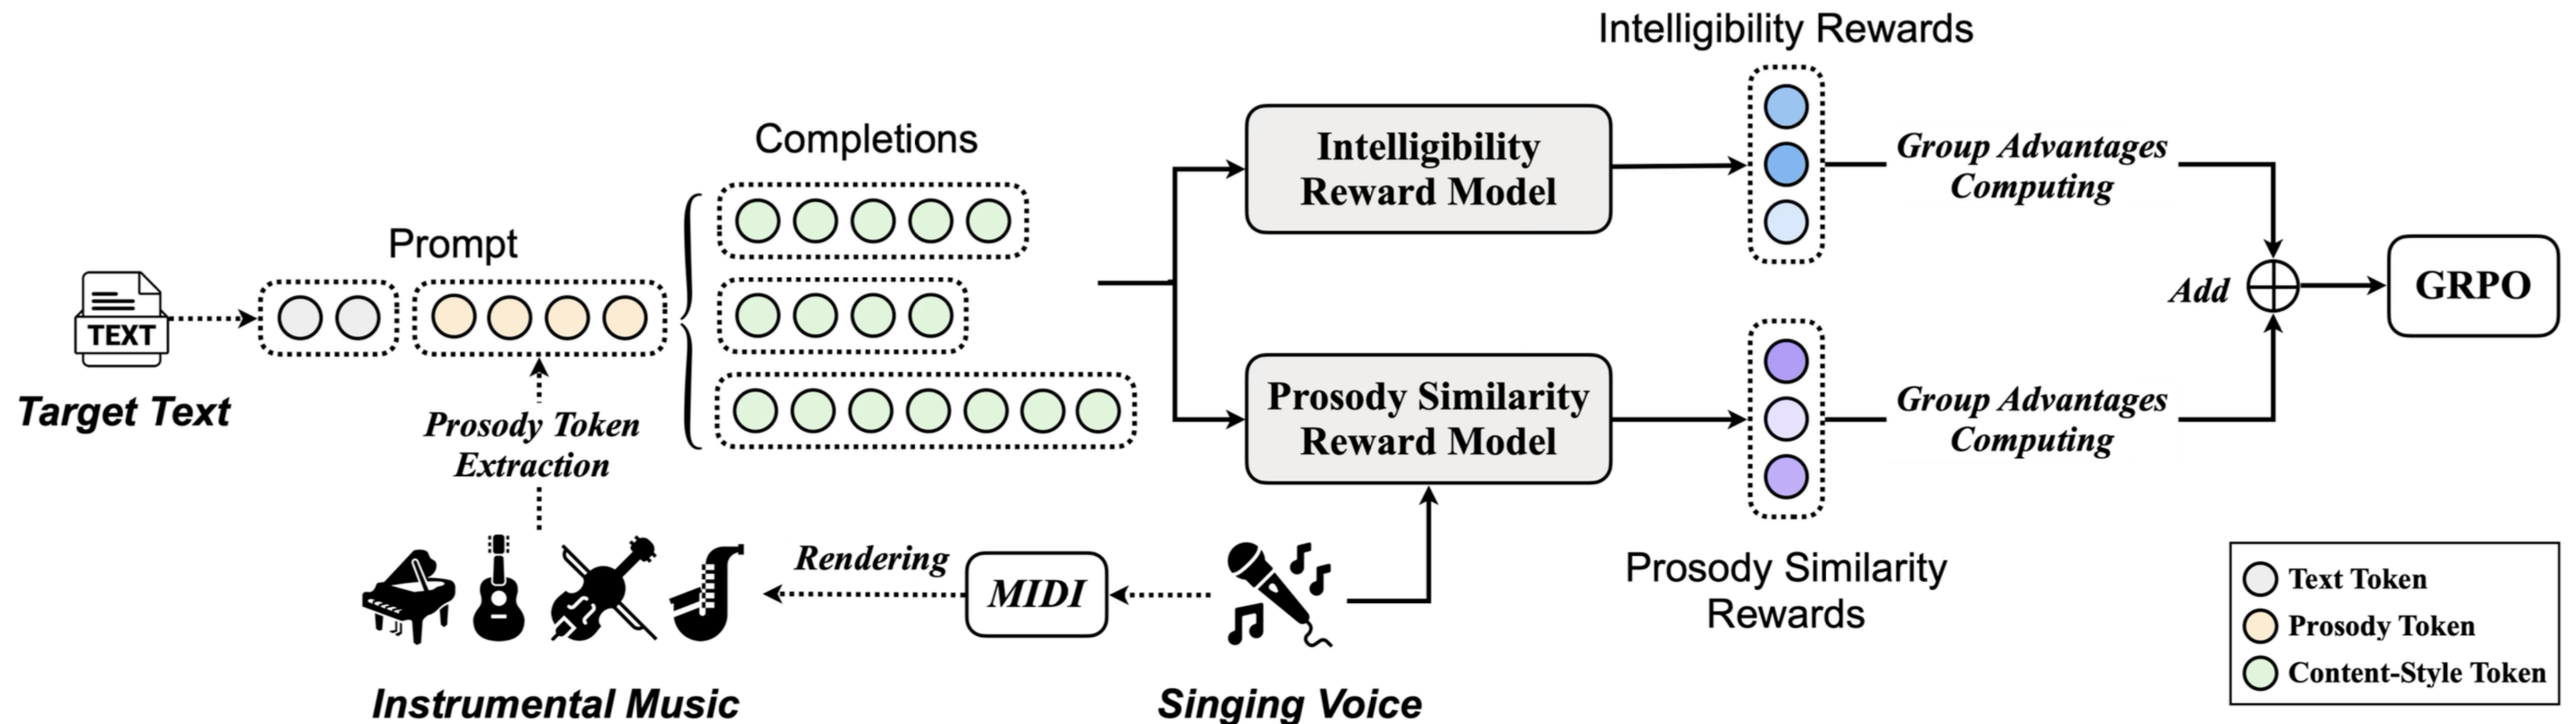 Intelligibility Rewards
Completions
Intelligibility
Reward Model
Group Advantages
Computing
Prompt
TEXT
Target Text
Prosody Token
Extraction
Prosody Similarity
Reward Model
Group Advantages
Computing
Add
GRPO
Rendering
MIDI
Prosody Similarity
Rewards
Instrumental Music
Singing Voice
Text Token
Prosody Token
Content-Style Token